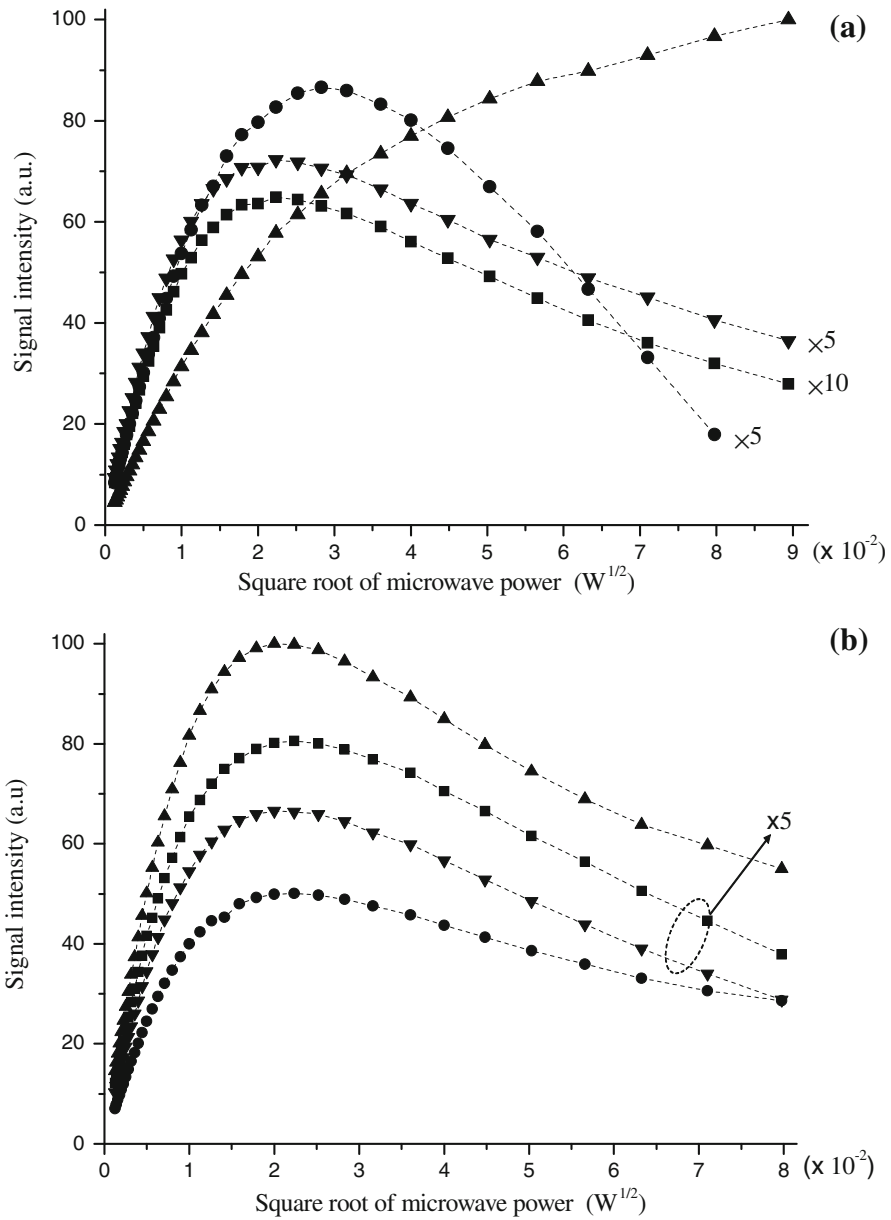 (a)
100
80
60
40
20
0
Signal intensity (a.u.)
×5
×10
×5
0 1 2 3 4 5 6 7 8 9 (x 10⁻²)
Square root of microwave power (W^{1/2})
(b)
100
80
60
40
20
0
Signal intensity (a.u)
x5
0 1 2 3 4 5 6 7 8 (x 10⁻²)
Square root of microwave power (W^{1/2})